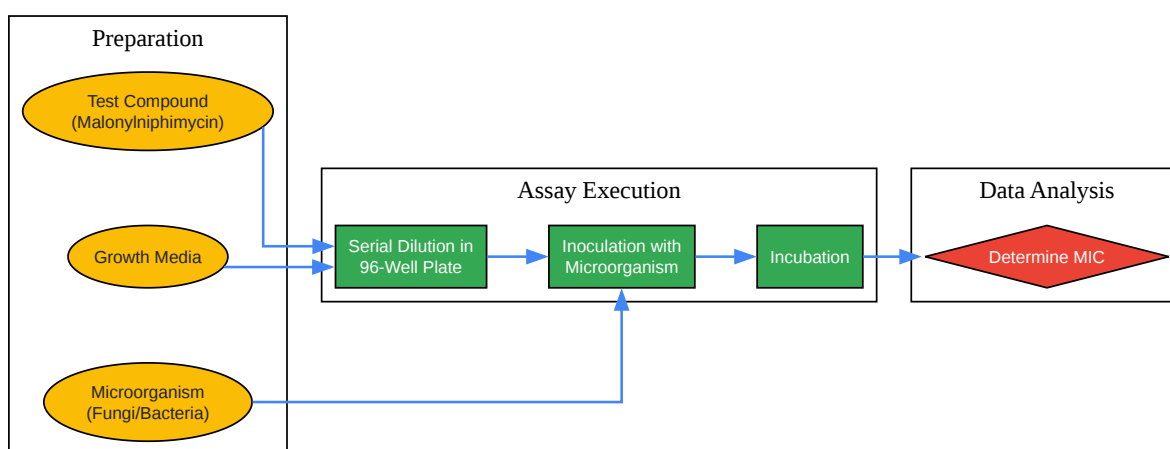 Preparation
Test Compound
(Malonylniphimycin)
Growth Media
Microorganism
(Fungi/Bacteria)
Assay Execution
Serial Dilution in
96-Well Plate
Inoculation with
Microorganism
Incubation
Data Analysis
Determine MIC